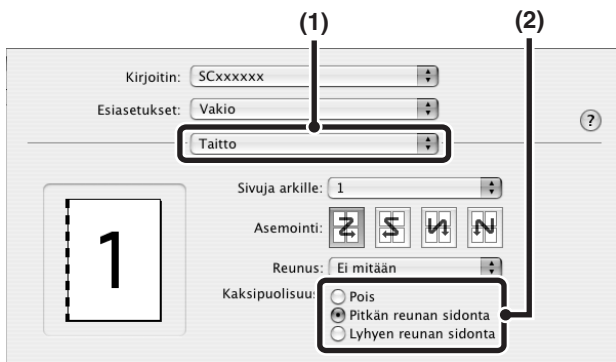 (1) (2)
Kirjoitin: SCxxxxxx
Esiasetukset: Vakio
?
Taitto
Sivuja arkille: 1
1
Asemointi:
Reunus: Ei mitään
Kaksipuolisuu: Pois
Pitkän reunan sidonta
Lyhyen reunan sidonta